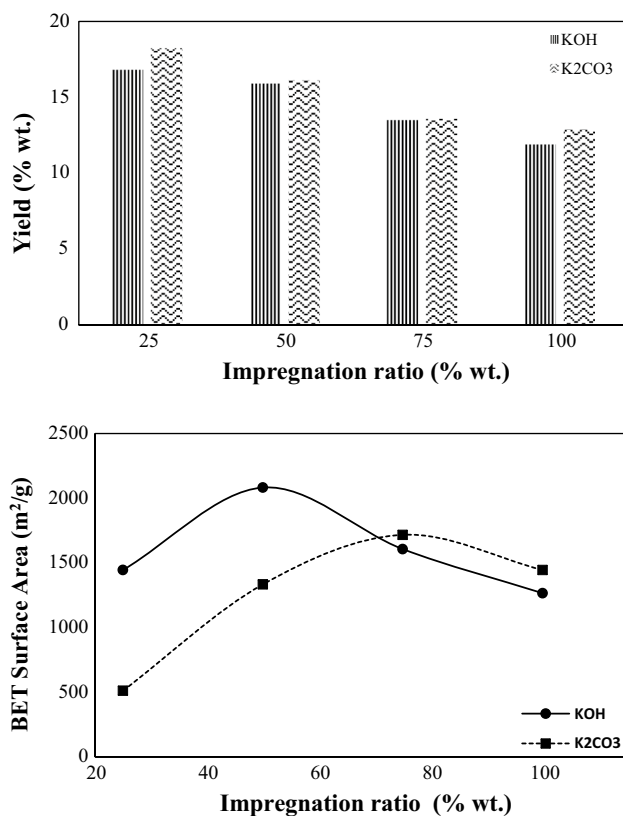 20
15
10
5
0
Yield (% wt.)
KOH
K2CO3
25 50 75 100
Impregnation ratio (% wt.)
2500
2000
1500
1000
500
0
BET Surface Area (m²/g)
KOH
K2CO3
20 40 60 80 100
Impregnation ratio (% wt.)